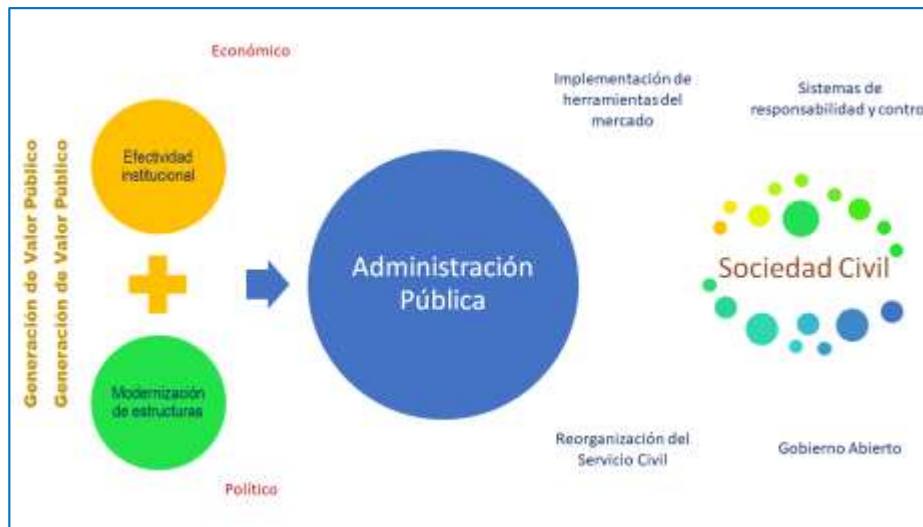 Económico
Implementación de
herramientas del
mercado
Sistemas de
responsabilidad y contro
Generación de Valor Público
Generación de Valor Público
Efectividad
institucional
Administración
Pública
Sociedad Civil
Modernización
de estructuras
Reorganización del
Servicio Civil
Gobierno Abierto
Político